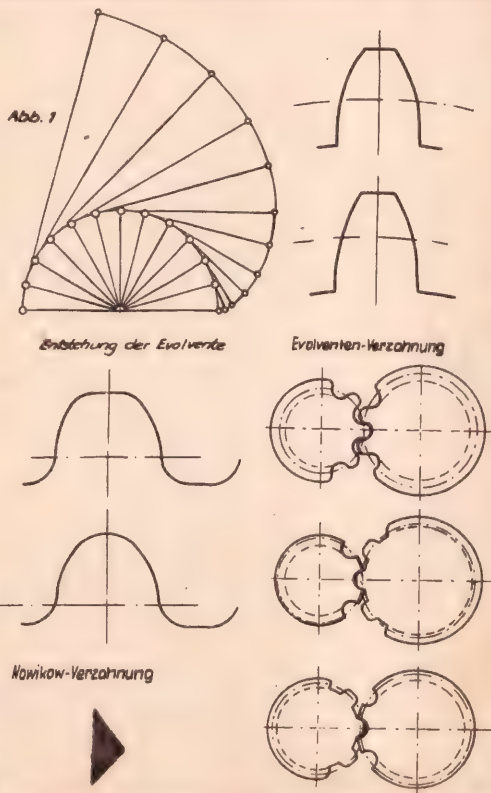 Abb. 1
Entstehung der Evolvente
Evolventen-Verzahnung
Nowikow-Verzahnung